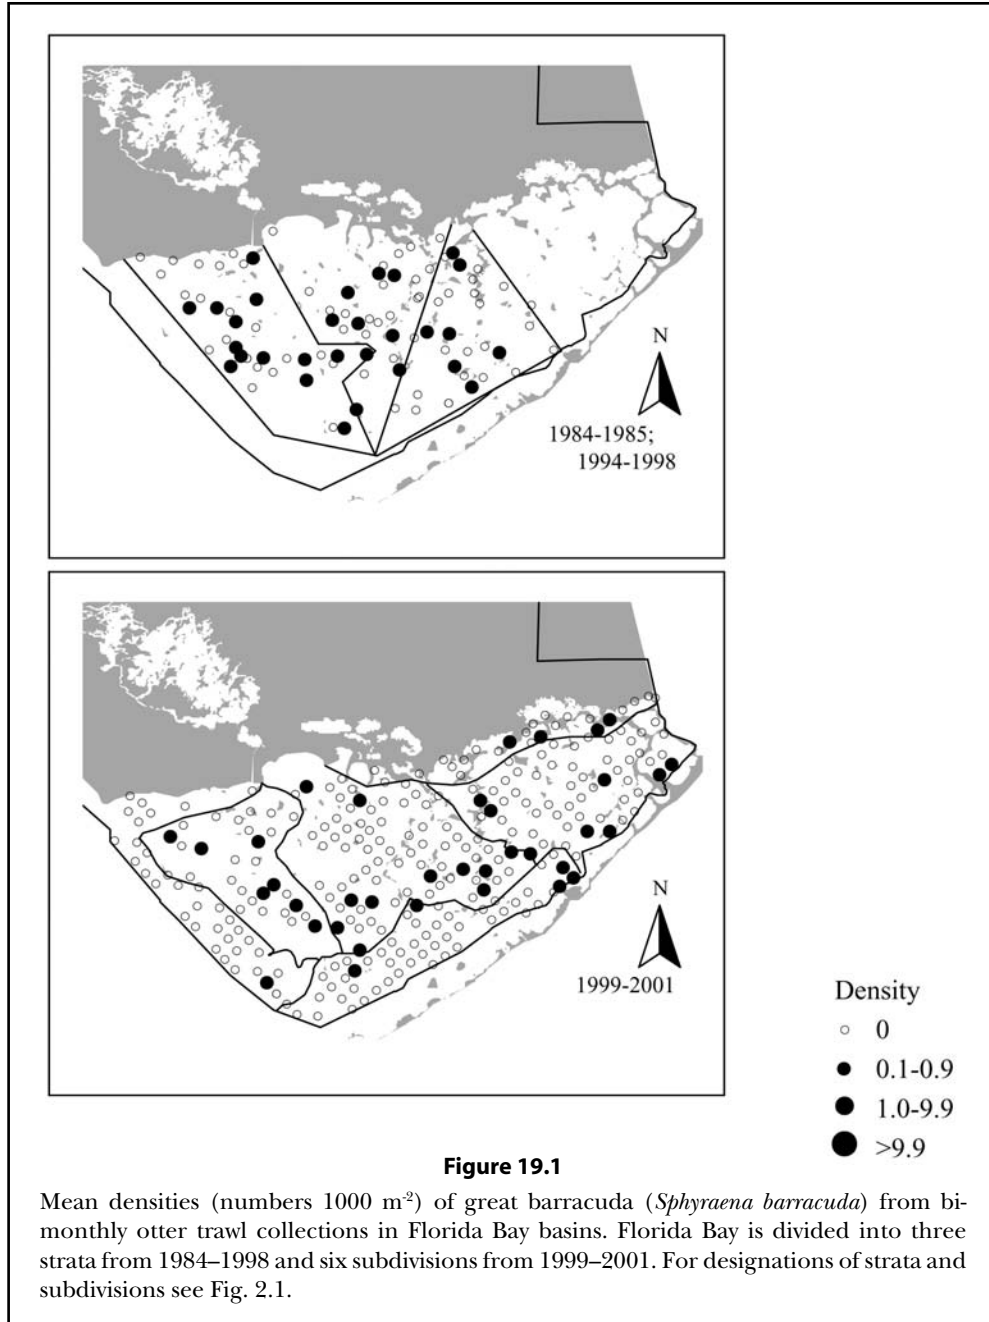 N
1984-1985;
1994-1998
N
1999-2001
Density
0
0.1-0.9
1.0-9.9
>9.9
Figure 19.1
Mean densities (numbers 1000 m-2) of great barracuda (Sphyraena barracuda) from bi-
monthly otter trawl collections in Florida Bay basins. Florida Bay is divided into three
strata from 1984–1998 and six subdivisions from 1999–2001. For designations of strata and
subdivisions see Fig. 2.1.